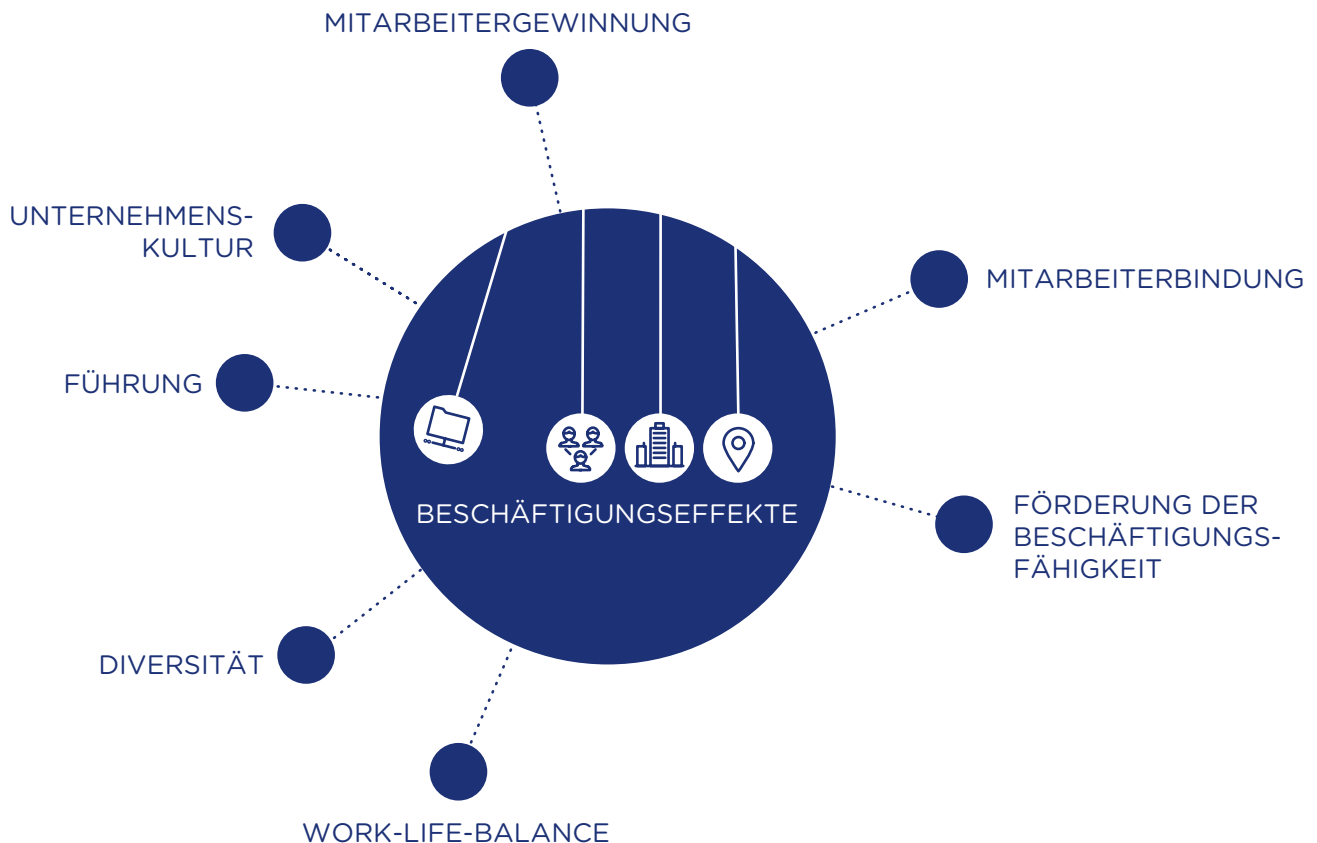 MITARBEITERGEWINNUNG
UNTERNEHMENS-
KULTUR
MITARBEITERBINDUNG
FÜHRUNG
BESCHÄFTIGUNGSEFFEKTE
FÖRDERUNG DER
BESCHÄFTIGUNGS-
FÄHIGKEIT
DIVERSITÄT
WORK-LIFE-BALANCE